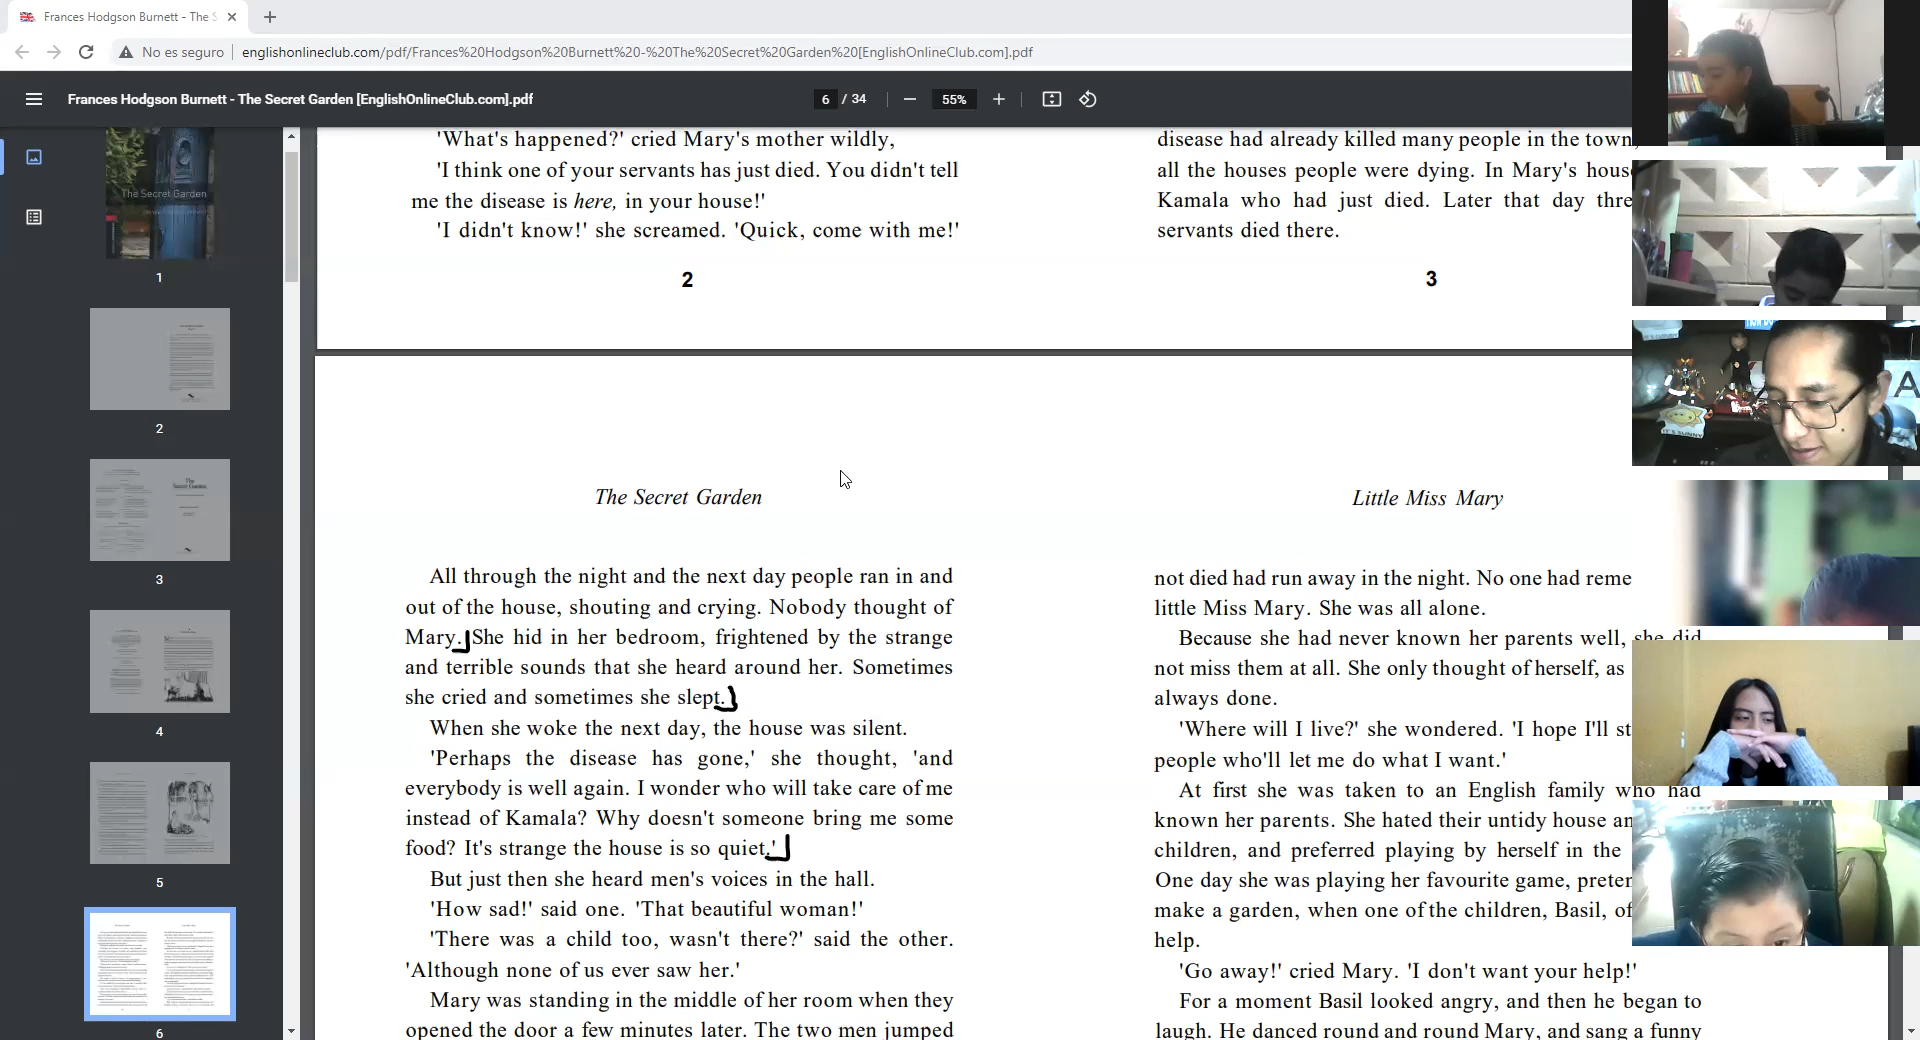 Frances Hodgson Burnett - The S
No es seguro
englishonlineclub.com/pdf/Frances%20Hodgson%20Burnett%20-%20The%20Secret%20Garden%20[EnglishOnlineClub.com].pdf
Frances Hodgson Burnett - The Secret Garden [EnglishOnlineClub.com].pdf
6 / 34
55%
The Secret Garden
1
2
The Secret Garden
3
4
5
6
'What's happened?' cried Mary's mother wildly,
'I think one of your servants has just died. You didn't tell
me the disease is here, in your house!'
'I didn't know!' she screamed. 'Quick, come with me!'
2
disease had already killed many people in the town,
all the houses people were dying. In Mary's hous
Kamala who had just died. Later that day thre
servants died there.
3
The Secret Garden
All through the night and the next day people ran in and
out of the house, shouting and crying. Nobody thought of
Mary. She hid in her bedroom, frightened by the strange
and terrible sounds that she heard around her. Sometimes
she cried and sometimes she slept.
When she woke the next day, the house was silent.
'Perhaps the disease has gone,' she thought, 'and
everybody is well again. I wonder who will take care of me
instead of Kamala? Why doesn't someone bring me some
food? It's strange the house is so quiet.'
But just then she heard men's voices in the hall.
'How sad!' said one. 'That beautiful woman!'
'There was a child too, wasn't there?' said the other.
'Although none of us ever saw her.'
Mary was standing in the middle of her room when they
opened the door a few minutes later. The two men jumped
Little Miss Mary
not died had run away in the night. No one had reme
little Miss Mary. She was all alone.
Because she had never known her parents well, she did
not miss them at all. She only thought of herself, as
always done.
'Where will I live?' she wondered. 'I hope I'll st
people who'll let me do what I want.'
At first she was taken to an English family who had
known her parents. She hated their untidy house an
children, and preferred playing by herself in the
One day she was playing her favourite game, preten
make a garden, when one of the children, Basil, of
help.
'Go away!' cried Mary. 'I don't want your help!'
For a moment Basil looked angry, and then he began to
laugh. He danced round and round Mary, and sang a funny
IT'S SUNNY
A